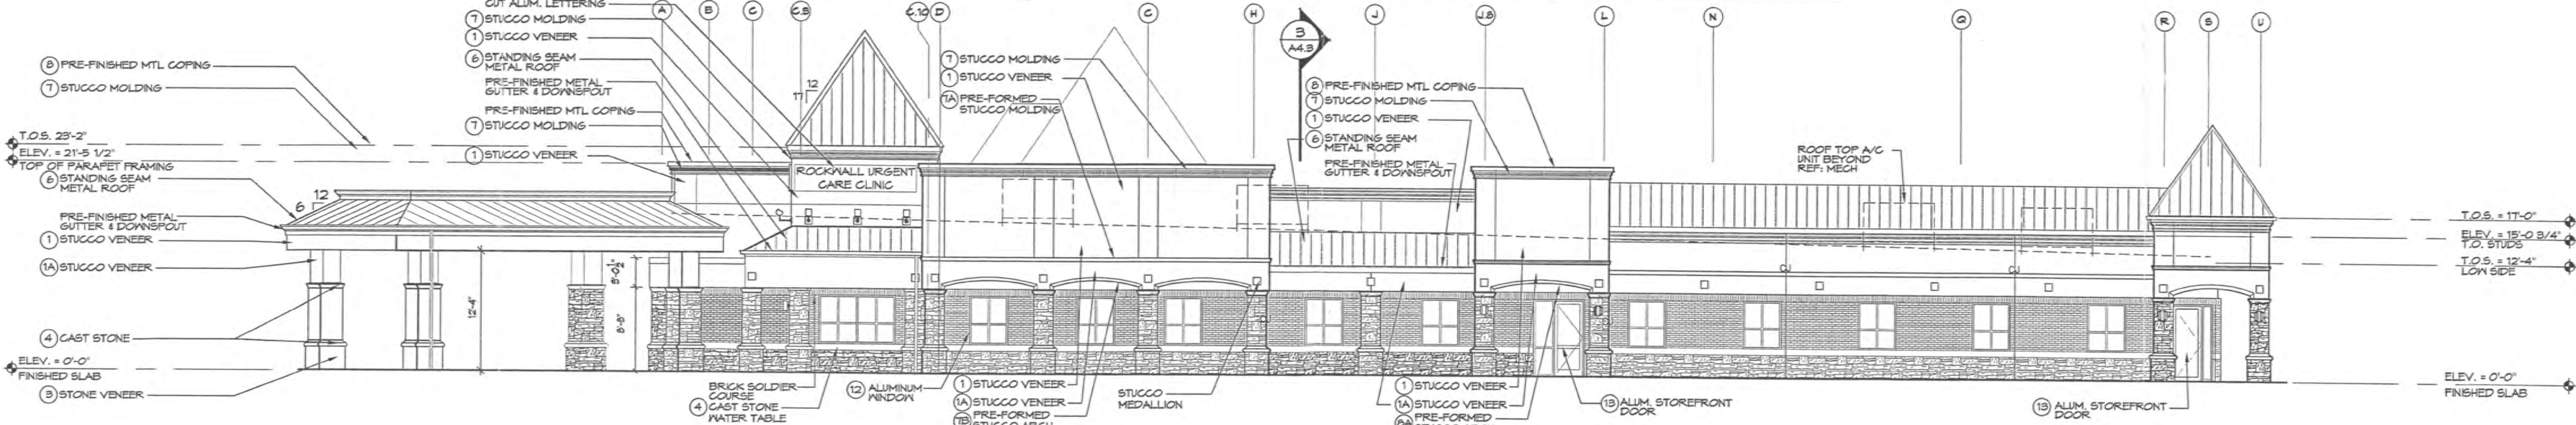 CUT ALUM. LETTERING
7 STUCCO MOLDING
1 STUCCO VENEER
6 STANDING SEAM
METAL ROOF
PRE-FINISHED METAL
GUTTER & DOWNSPOUT
PRE-FINISHED MTL COPING
7 STUCCO MOLDING
1 STUCCO VENEER
A
B
C
C.8
C.10
D
G
H
J
J.8
L
N
Q
R
S
U
8 PRE-FINISHED MTL COPING
7 STUCCO MOLDING
T.O.S. 23'-2"
ELEV. = 21'-5 1/2"
TOP OF PARAPET FRAMING
6 STANDING SEAM
METAL ROOF
12
6
PRE-FINISHED METAL
GUTTER & DOWNSPOUT
1 STUCCO VENEER
1A STUCCO VENEER
4 CAST STONE
ELEV. = 0'-0"
FINISHED SLAB
3 STONE VENEER
12'-4"
8'-8"
12
17
ROCKWALL URGENT
CARE CLINIC
7 STUCCO MOLDING
1 STUCCO VENEER
7A PRE-FORMED
STUCCO MOLDING
3
A4.3
8 PRE-FINISHED MTL COPING
7 STUCCO MOLDING
1 STUCCO VENEER
6 STANDING SEAM
METAL ROOF
PRE-FINISHED METAL
GUTTER & DOWNSPOUT
ROOF TOP A/C
UNIT BEYOND
REF: MECH
CJ
CJ
T.O.S. = 17'-0"
ELEV. = 15'-0 3/4"
T.O. STUDS
T.O.S. = 12'-4"
LOW SIDE
ELEV. = 0'-0"
FINISHED SLAB
BRICK SOLDIER
COURSE
4 CAST STONE
WATER TABLE
12 ALUMINUM
WINDOW
1 STUCCO VENEER
1A STUCCO VENEER
7B PRE-FORMED
STUCCO ARCH
STUCCO
MEDALLION
1 STUCCO VENEER
1A STUCCO VENEER
PRE-FORMED
13 ALUM. STOREFRONT
DOOR
13 ALUM. STOREFRONT
DOOR